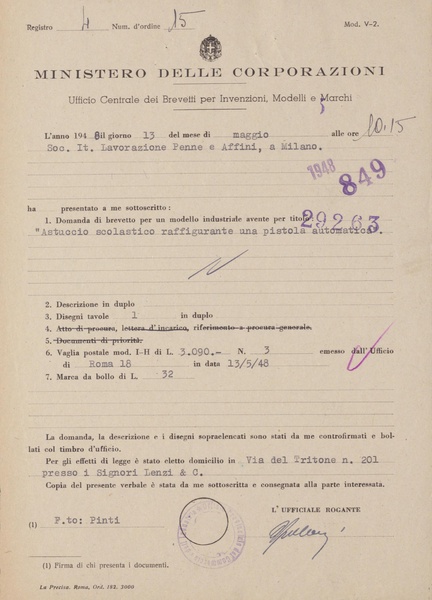 Registro 4 Num. d'ordine 15 Mod. V-2.
MINISTERO DELLE CORPORAZIONI
Ufficio Centrale dei Brevetti per Invenzioni, Modelli e Marchi
L'anno 1948 il giorno 13 del mese di maggio alle ore 10.15
Soc. It. Lavorazione Penne e Affini, a Milano.
1948 849
ha presentato a me sottoscritto :
1. Domanda di brevetto per un modello industriale avente per titolo:
29263
"Astuccio scolastico raffigurante una pistola automatica".
2. Descrizione in duplo
3. Disegni tavole 1 in duplo
4. Atto di procura, lettera d'incarico, riferimento a procura generale.
5. Documenti di priorità.
6. Vaglia postale mod. I-H di L. 3.090.- N. 3 emesso dall'Ufficio
di Roma 18 in data 13/5/48
7. Marca da bollo di L. 32
La domanda, la descrizione e i disegni sopraelencati sono stati da me controfirmati e bol-
lati col timbro d'ufficio.
Per gli effetti di legge è stato eletto domicilio in Via del Tritone n. 201
presso i Signori Lenzi & C.
Copia del presente verbale è stata da me sottoscritta e consegnata alla parte interessata.
L'UFFICIALE ROGANTE
(1) F.to: Pinti
(1) Firma di chi presenta i documenti.
La Precisa. Roma, Ord. 182. 2000